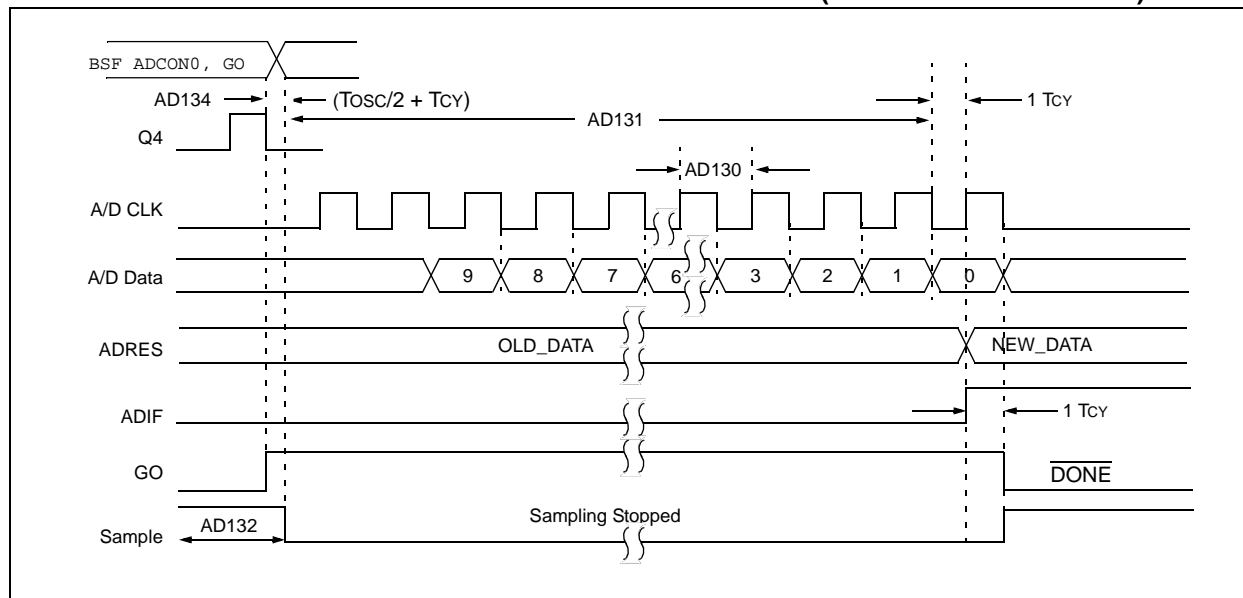 BSF ADCON0, GO
AD134
(TOSC/2 + TCY)
1 TCY
AD131
Q4
AD130
A/D CLK
A/D Data
9
8
7
6
3
2
1
0
OLD_DATA
ADRES
NEW_DATA
ADIF
1 TCY
GO
DONE
Sampling Stopped
AD132
Sample